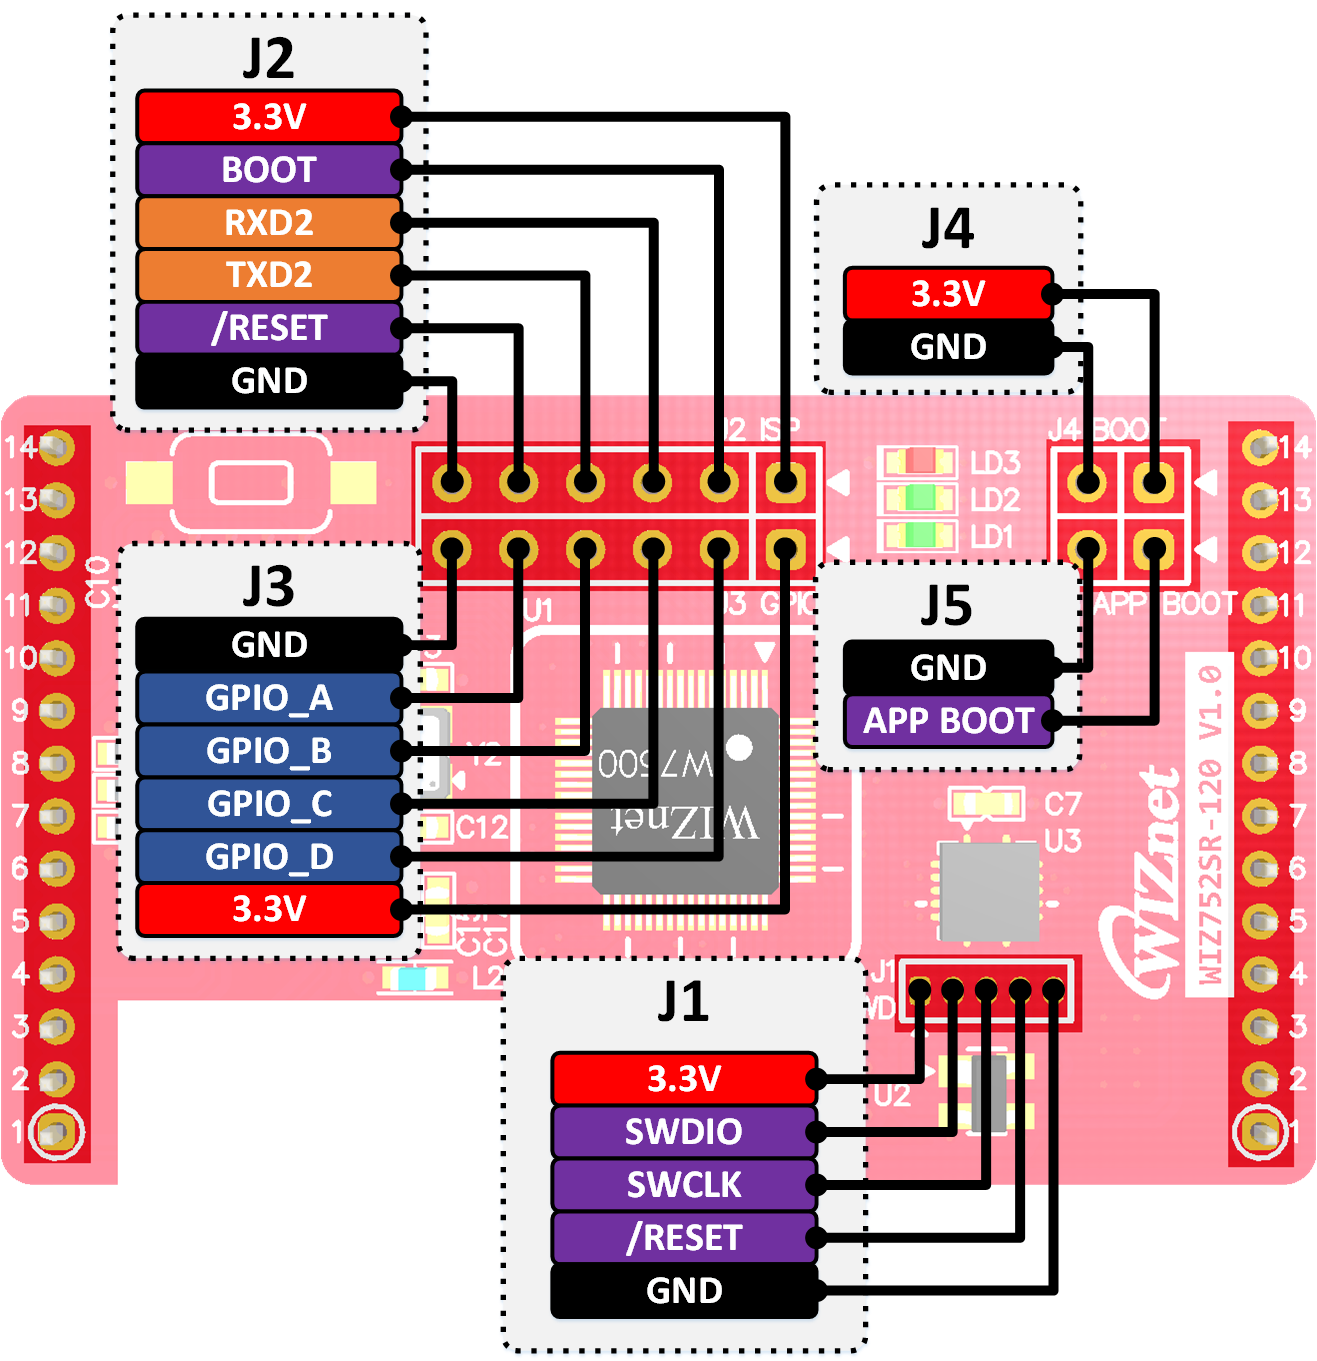 J2
3.3V
BOOT
RXD2
TXD2
/RESET
GND
J4
3.3V
GND
J2 ISP
J4 BOOT
LD3
LD2
LD1
J3
GND
GPIO_A
GPIO_B
GPIO_C
GPIO_D
3.3V
C10
U1
J3 GPIO
APP BOOT
J5
GND
APP BOOT
W7500
WIZnet
Y2
C12
L2
C7
U3
WIZnet
WIZ752SR-120 V1.0
J1
U2
J1
3.3V
SWDIO
SWCLK
/RESET
GND
14
13
12
11
10
9
8
7
6
5
4
3
2
1
14
13
12
11
10
9
8
7
6
5
4
3
2
1